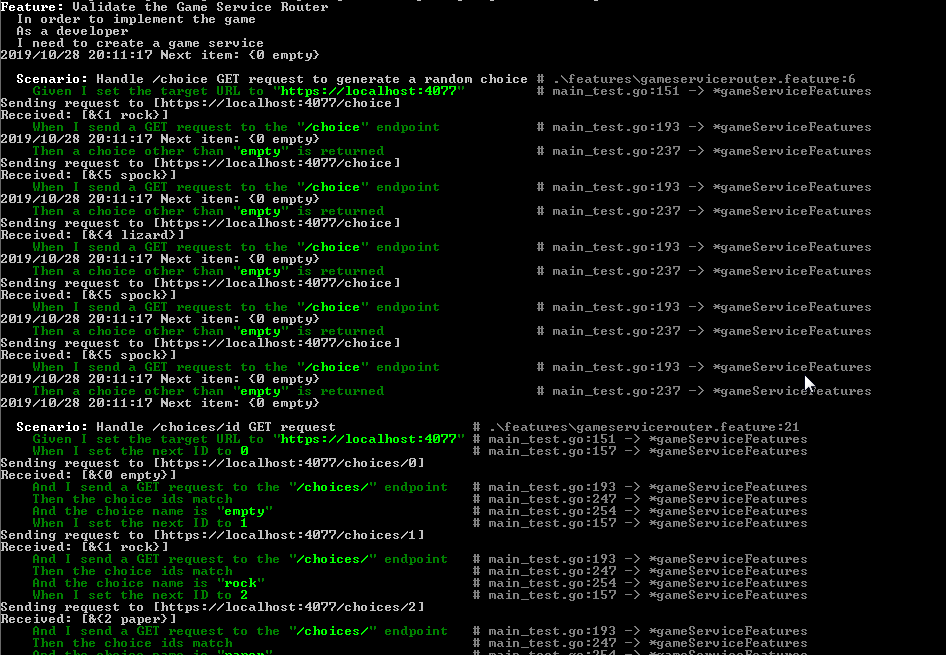 Feature: Validate the Game Service Router
In order to implement the game
As a developer
I need to create a game service
2019/10/28 20:11:17 Next item: {0 empty}
Scenario: Handle /choice GET request to generate a random choice # .\features\gameservicerouter.feature:6
Given I set the target URL to "https://localhost:4077" # main_test.go:151 -> *gameServiceFeatures
Sending request to [https://localhost:4077/choice]
Received: [&{1 rock}]
When I send a GET request to the "/choice" endpoint # main_test.go:193 -> *gameServiceFeatures
2019/10/28 20:11:17 Next item: {0 empty}
Then a choice other than "empty" is returned # main_test.go:237 -> *gameServiceFeatures
Sending request to [https://localhost:4077/choice]
Received: [&{5 spock}]
When I send a GET request to the "/choice" endpoint # main_test.go:193 -> *gameServiceFeatures
2019/10/28 20:11:17 Next item: {0 empty}
Then a choice other than "empty" is returned # main_test.go:237 -> *gameServiceFeatures
Sending request to [https://localhost:4077/choice]
Received: [&{4 lizard}]
When I send a GET request to the "/choice" endpoint # main_test.go:193 -> *gameServiceFeatures
2019/10/28 20:11:17 Next item: {0 empty}
Then a choice other than "empty" is returned # main_test.go:237 -> *gameServiceFeatures
Sending request to [https://localhost:4077/choice]
Received: [&{5 spock}]
When I send a GET request to the "/choice" endpoint # main_test.go:193 -> *gameServiceFeatures
2019/10/28 20:11:17 Next item: {0 empty}
Then a choice other than "empty" is returned # main_test.go:237 -> *gameServiceFeatures
Sending request to [https://localhost:4077/choice]
Received: [&{5 spock}]
When I send a GET request to the "/choice" endpoint # main_test.go:193 -> *gameServiceFeatures
2019/10/28 20:11:17 Next item: {0 empty}
Then a choice other than "empty" is returned # main_test.go:237 -> *gameServiceFeatures
2019/10/28 20:11:17 Next item: {0 empty}
Scenario: Handle /choices/id GET request # .\features\gameservicerouter.feature:21
Given I set the target URL to "https://localhost:4077" # main_test.go:151 -> *gameServiceFeatures
When I set the next ID to 0 # main_test.go:157 -> *gameServiceFeatures
Sending request to [https://localhost:4077/choices/0]
Received: [&{0 empty}]
And I send a GET request to the "/choices/" endpoint # main_test.go:193 -> *gameServiceFeatures
Then the choice ids match # main_test.go:247 -> *gameServiceFeatures
And the choice name is "empty" # main_test.go:254 -> *gameServiceFeatures
When I set the next ID to 1 # main_test.go:157 -> *gameServiceFeatures
Sending request to [https://localhost:4077/choices/1]
Received: [&{1 rock}]
And I send a GET request to the "/choices/" endpoint # main_test.go:193 -> *gameServiceFeatures
Then the choice ids match # main_test.go:247 -> *gameServiceFeatures
And the choice name is "rock" # main_test.go:254 -> *gameServiceFeatures
When I set the next ID to 2 # main_test.go:157 -> *gameServiceFeatures
Sending request to [https://localhost:4077/choices/2]
Received: [&{2 paper}]
And I send a GET request to the "/choices/" endpoint # main_test.go:193 -> *gameServiceFeatures
Then the choice ids match # main_test.go:247 -> *gameServiceFeatures
And the choice name is "paper" # main_test.go:254 -> *gameServiceFeatures